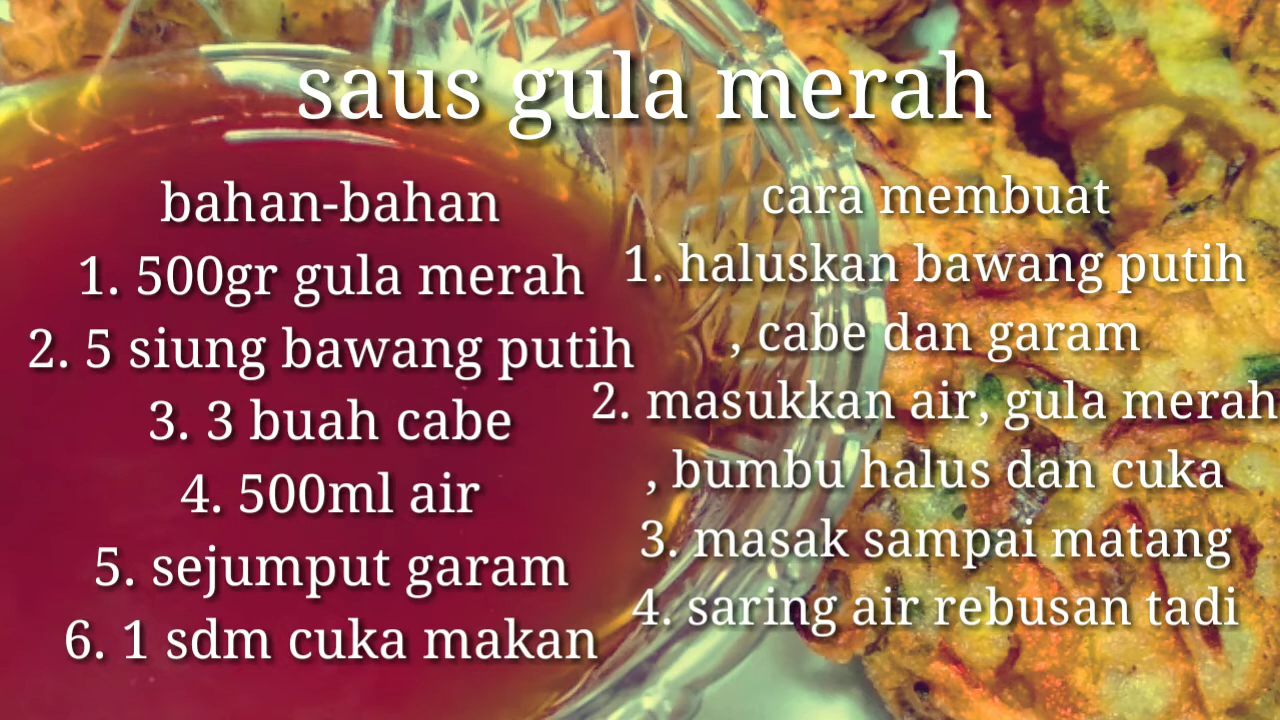 saus gula merah
bahan-bahan
1. 500gr gula merah
2. 5 siung bawang putih
3. 3 buah cabe
4. 500ml air
5. sejumput garam
6. 1 sdm cuka makan
cara membuat
1. haluskan bawang putih
, cabe dan garam
2. masukkan air, gula merah
, bumbu halus dan cuka
3. masak sampai matang
4. saring air rebusan tadi